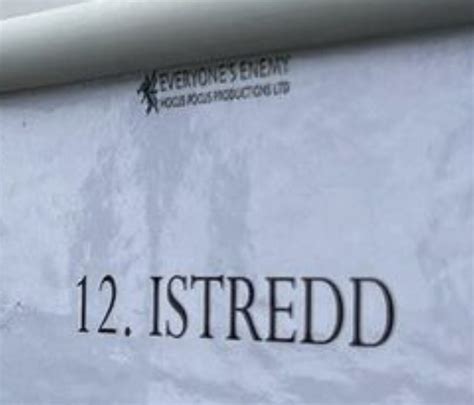 EVERYONE'S ENEMY
HOCUS POCUS PRODUCTIONS LTD
12. ISTREDD